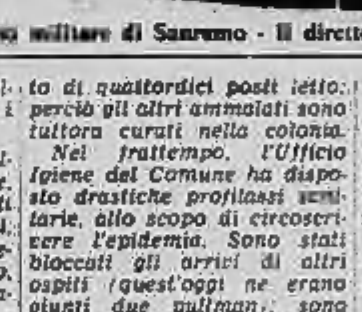 militare di Sanremo - Il dirett
to di quattordici posti letto:
i perciò gli altri ammalati sono
tuttora curati nella colonia.
Nel frattempo, l'Ufficio
Igiene del Comune ha dispo-
sto drastiche profilassi sani-
tarie, allo scopo di circoscri-
vere l'epidemia. Sono stati
bloccati gli arrivi di altri
ospiti (quest'oggi ne erano
giunti due pullman; sono